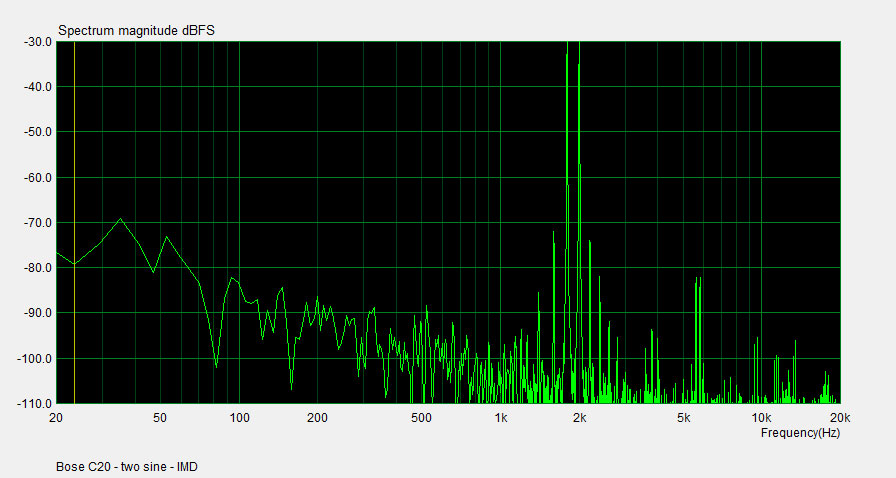 Spectrum magnitude dBFS
-30.0
-40.0
-50.0
-60.0
-70.0
-80.0
-90.0
-100.0
-110.0
20 50 100 200 500 1k 2k 5k 10k 20k
Frequency(Hz)
Bose C20 - two sine - IMD